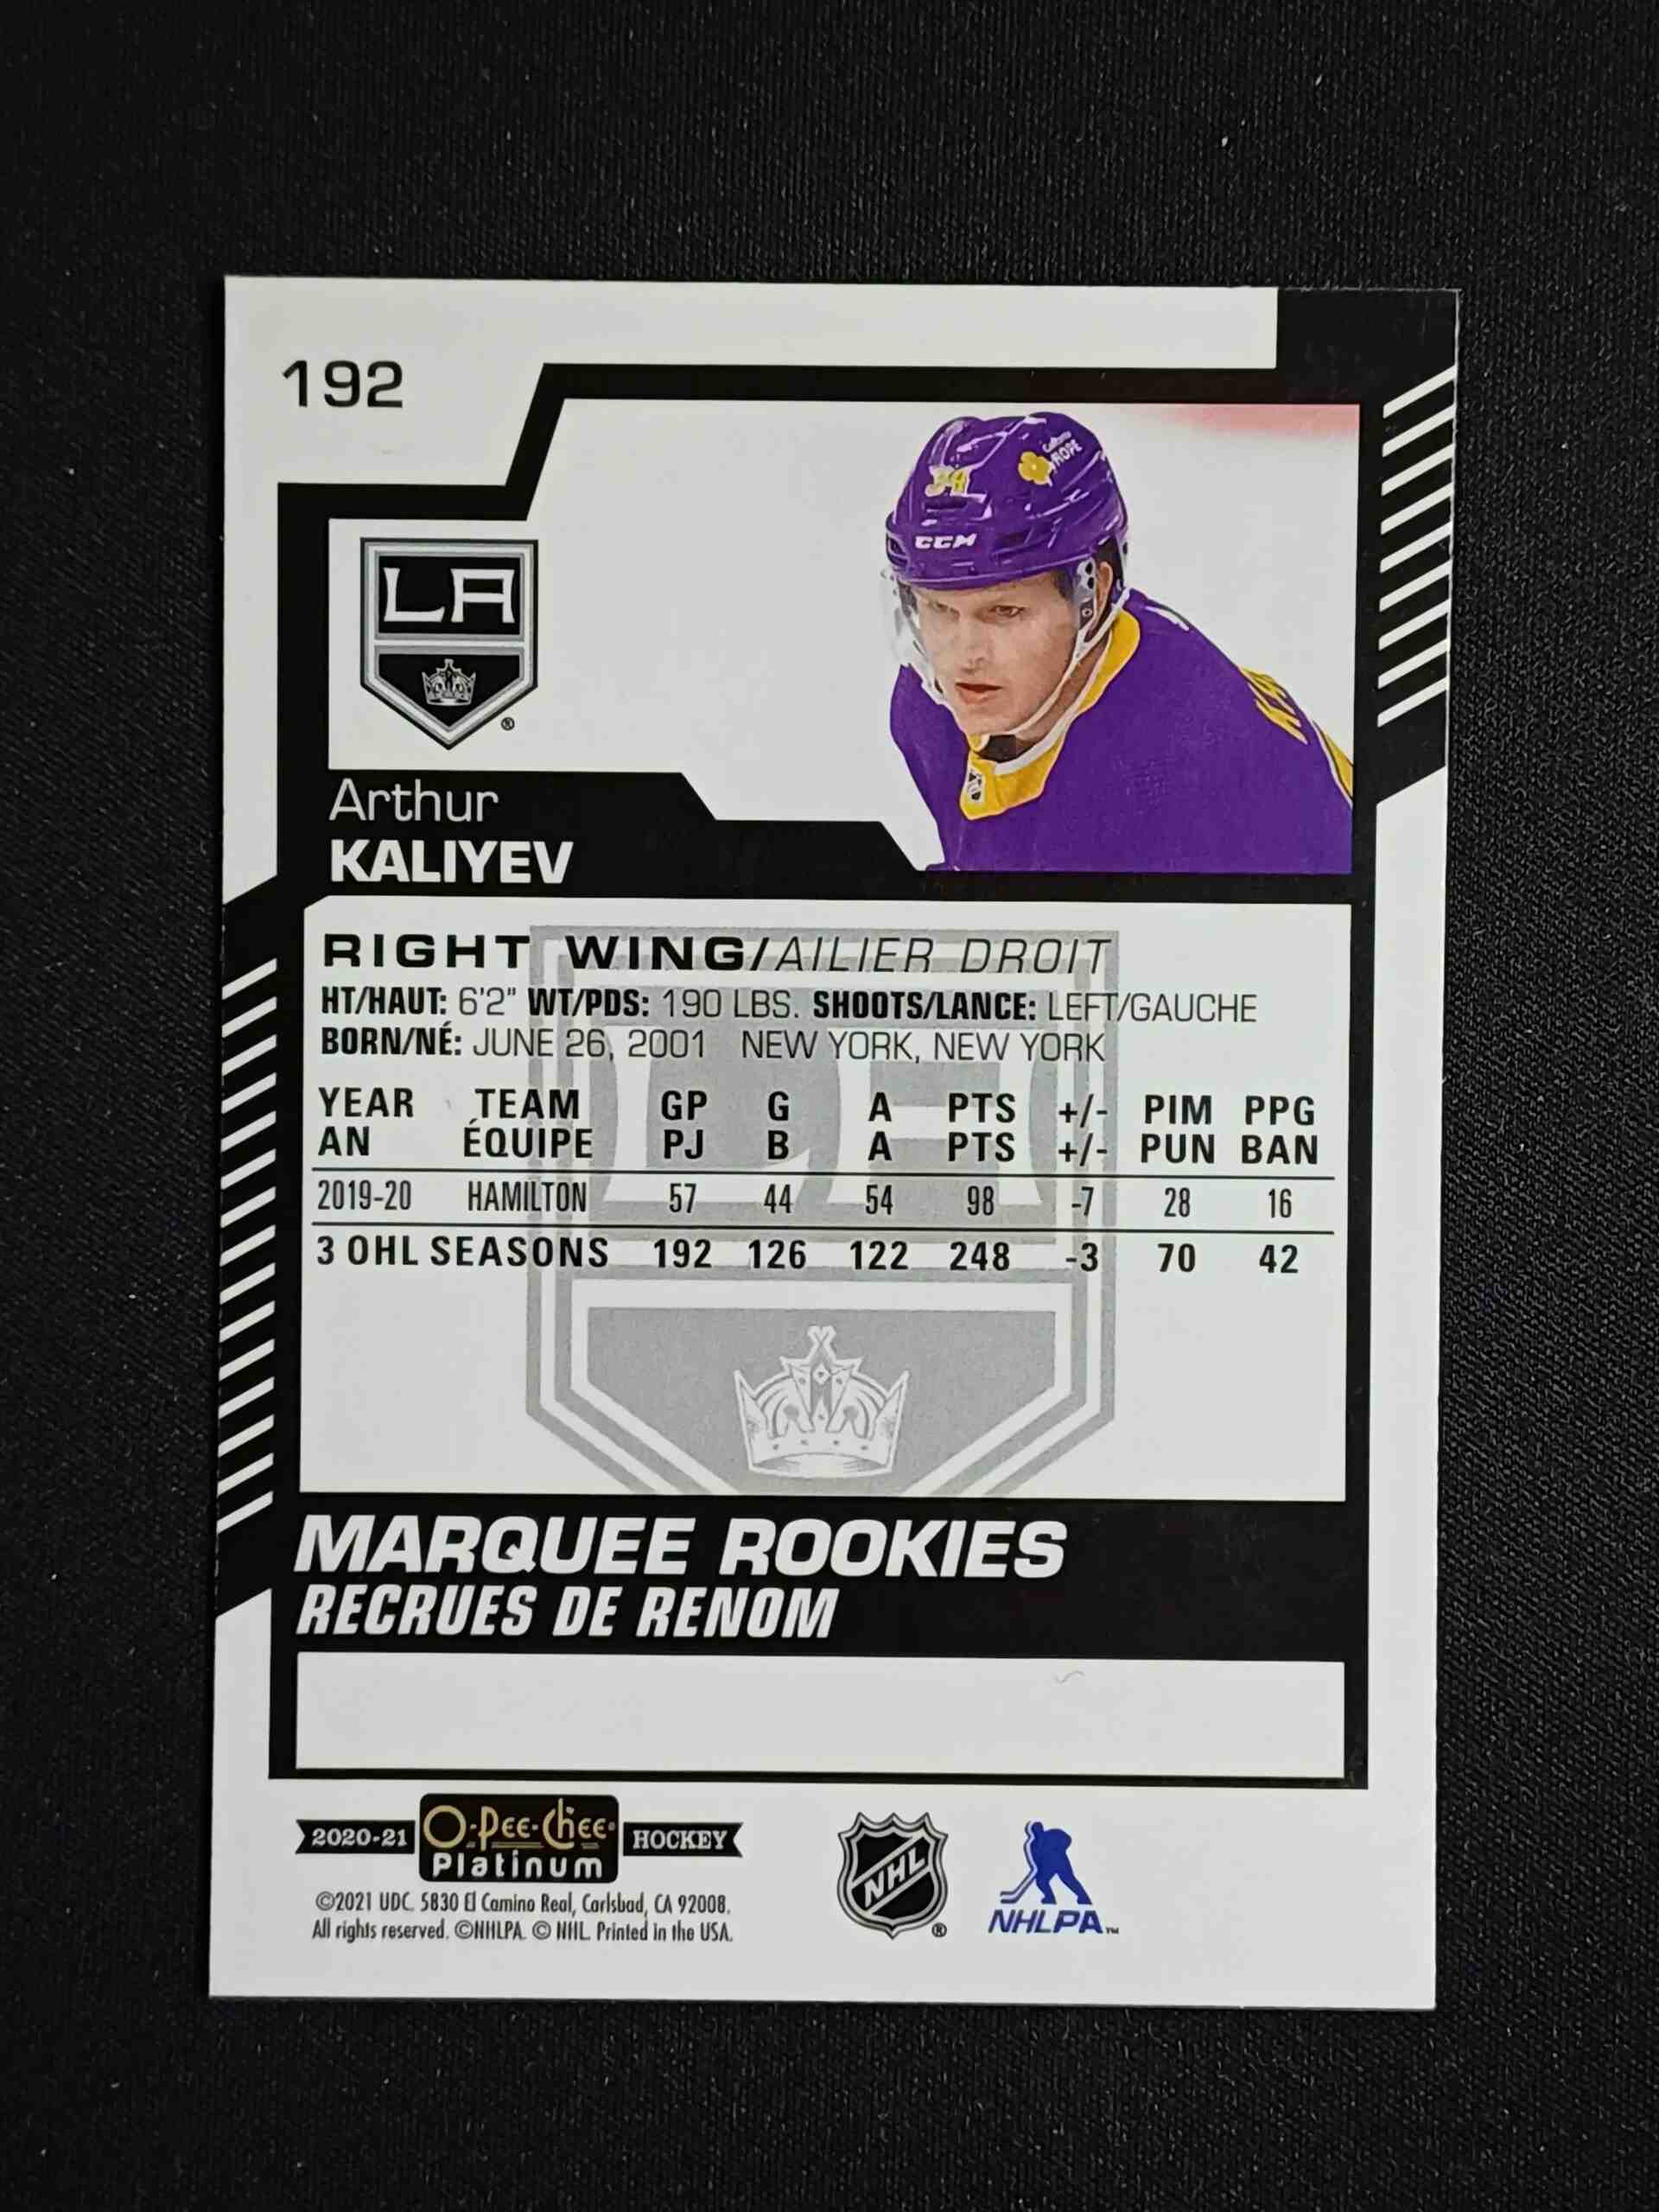 192
34
CCM
LA
®
Arthur
KALIYEV
RIGHT WING/AILIER DROIT
HT/HAUT: 6'2" WT/PDS: 190 LBS. SHOOTS/LANCE: LEFT/GAUCHE
BORN/NÉ: JUNE 26, 2001 NEW YORK, NEW YORK
YEAR TEAM GP G A PTS +/- PIM PPG
AN ÉQUIPE PJ B A PTS +/- PUN BAN
2019-20 HAMILTON 57 44 54 98 -7 28 16
3 OHL SEASONS 192 126 122 248 -3 70 42
MARQUEE ROOKIES
RECRUES DE RENOM
2020-21 O-Pee-Chee Platinum HOCKEY
©2021 UDC. 5830 El Camino Real, Carlsbad, CA 92008.
All rights reserved. ©NHLPA. © NHL. Printed in the USA.
NHL ®
NHLPA™